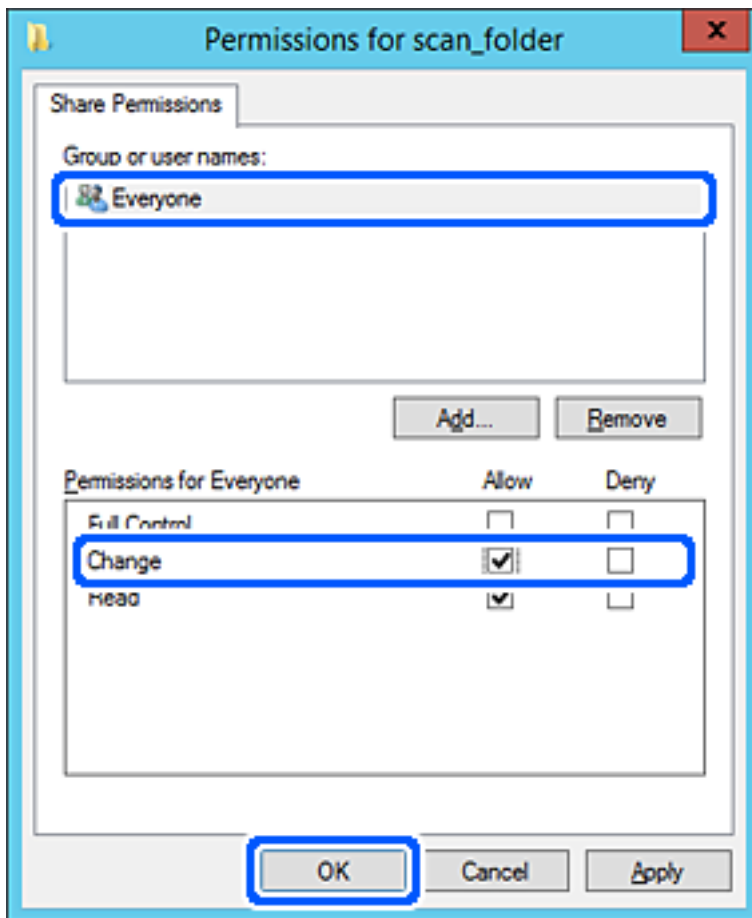 Permissions for scan_folder
Share Permissions
Group or user names:
Everyone
Add... Remove
Permissions for Everyone Allow Deny
Full Control
Change
Read
OK Cancel Apply